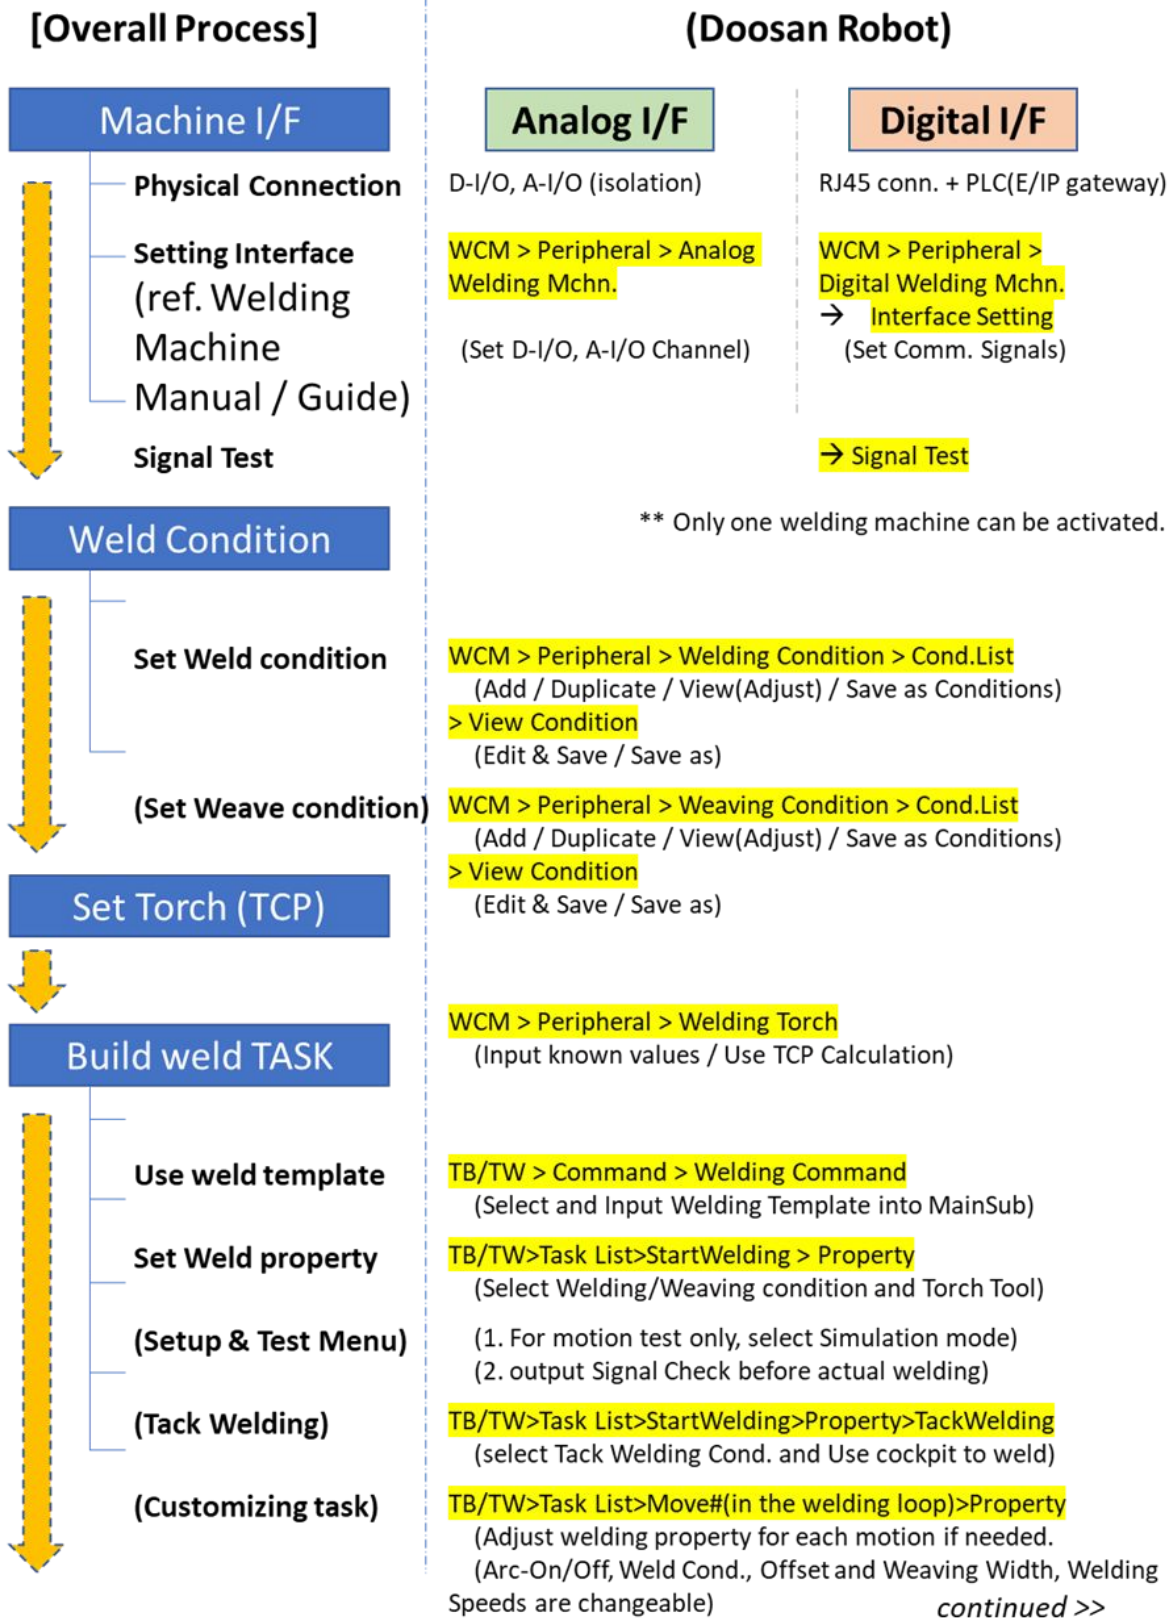 [Overall Process]
(Doosan Robot)
Machine I/F
Analog I/F
Digital I/F
Physical Connection
D-I/O, A-I/O (isolation)
RJ45 conn. + PLC(E/IP gateway)
Setting Interface
(ref. Welding
Machine
Manual / Guide)
WCM > Peripheral > Analog
Welding Mchn.
(Set D-I/O, A-I/O Channel)
WCM > Peripheral >
Digital Welding Mchn.
→ Interface Setting
(Set Comm. Signals)
Signal Test
→ Signal Test
** Only one welding machine can be activated.
Weld Condition
Set Weld condition
WCM > Peripheral > Welding Condition > Cond.List
(Add / Duplicate / View(Adjust) / Save as Conditions)
> View Condition
(Edit & Save / Save as)
(Set Weave condition)
WCM > Peripheral > Weaving Condition > Cond.List
(Add / Duplicate / View(Adjust) / Save as Conditions)
> View Condition
(Edit & Save / Save as)
Set Torch (TCP)
WCM > Peripheral > Welding Torch
(Input known values / Use TCP Calculation)
Build weld TASK
Use weld template
TB/TW > Command > Welding Command
(Select and Input Welding Template into MainSub)
Set Weld property
TB/TW>Task List>StartWelding > Property
(Select Welding/Weaving condition and Torch Tool)
(Setup & Test Menu)
(1. For motion test only, select Simulation mode)
(2. output Signal Check before actual welding)
(Tack Welding)
TB/TW>Task List>StartWelding>Property>TackWelding
(select Tack Welding Cond. and Use cockpit to weld)
(Customizing task)
TB/TW>Task List>Move#(in the welding loop)>Property
(Adjust welding property for each motion if needed.
(Arc-On/Off, Weld Cond., Offset and Weaving Width, Welding
Speeds are changeable)
continued >>